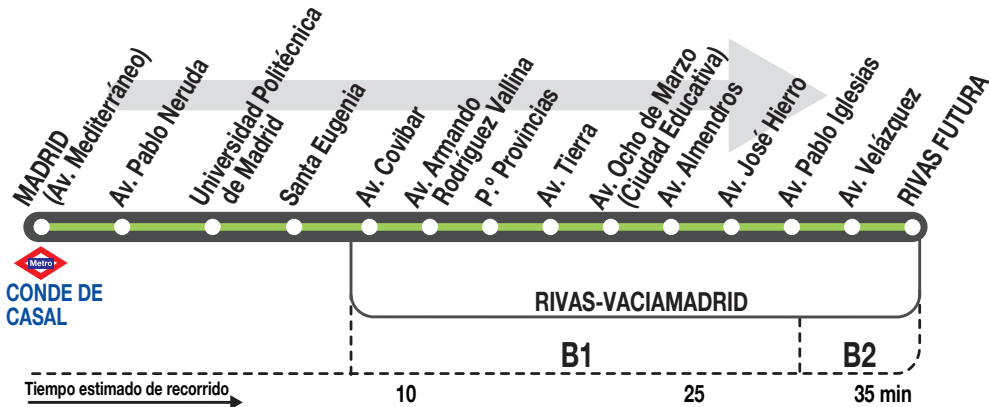 MADRID
(Av. Mediterráneo)
Av. Pablo Neruda
Universidad Politécnica
de Madrid
Santa Eugenia
Av. Covibar
Av. Armando
Rodríguez Vallina
P.º Provincias
Av. Tierra
Av. Ocho de Marzo
(Ciudad Educativa)
Av. Almendros
Av. José Hierro
Av. Pablo Iglesias
Av. Velázquez
RIVAS FUTURA
Metro
CONDE DE
CASAL
RIVAS-VACIAMADRID
B1
B2
Tiempo estimado de recorrido
10
25
35 min